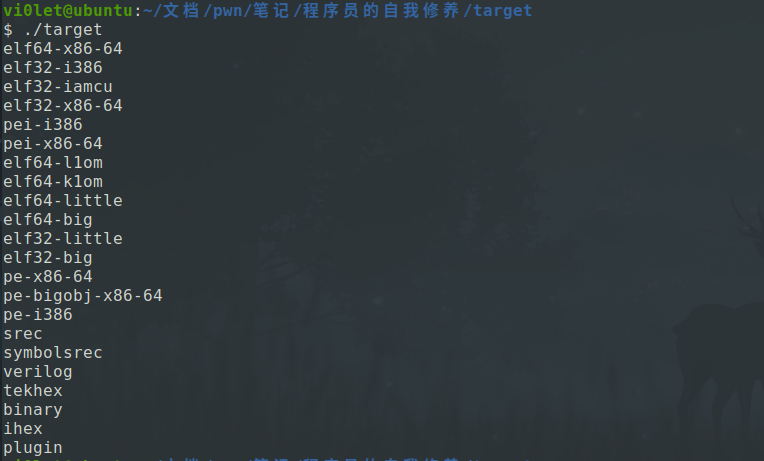 vi0let@ubuntu:~/文档/pwn/笔记/程序员的自我修养/target
$ ./target
elf64-x86-64
elf32-i386
elf32-iamcu
elf32-x86-64
pei-i386
pei-x86-64
elf64-l1om
elf64-k1om
elf64-little
elf64-big
elf32-little
elf32-big
pe-x86-64
pe-bigobj-x86-64
pe-i386
srec
symbolsrec
verilog
tekhex
binary
ihex
plugin